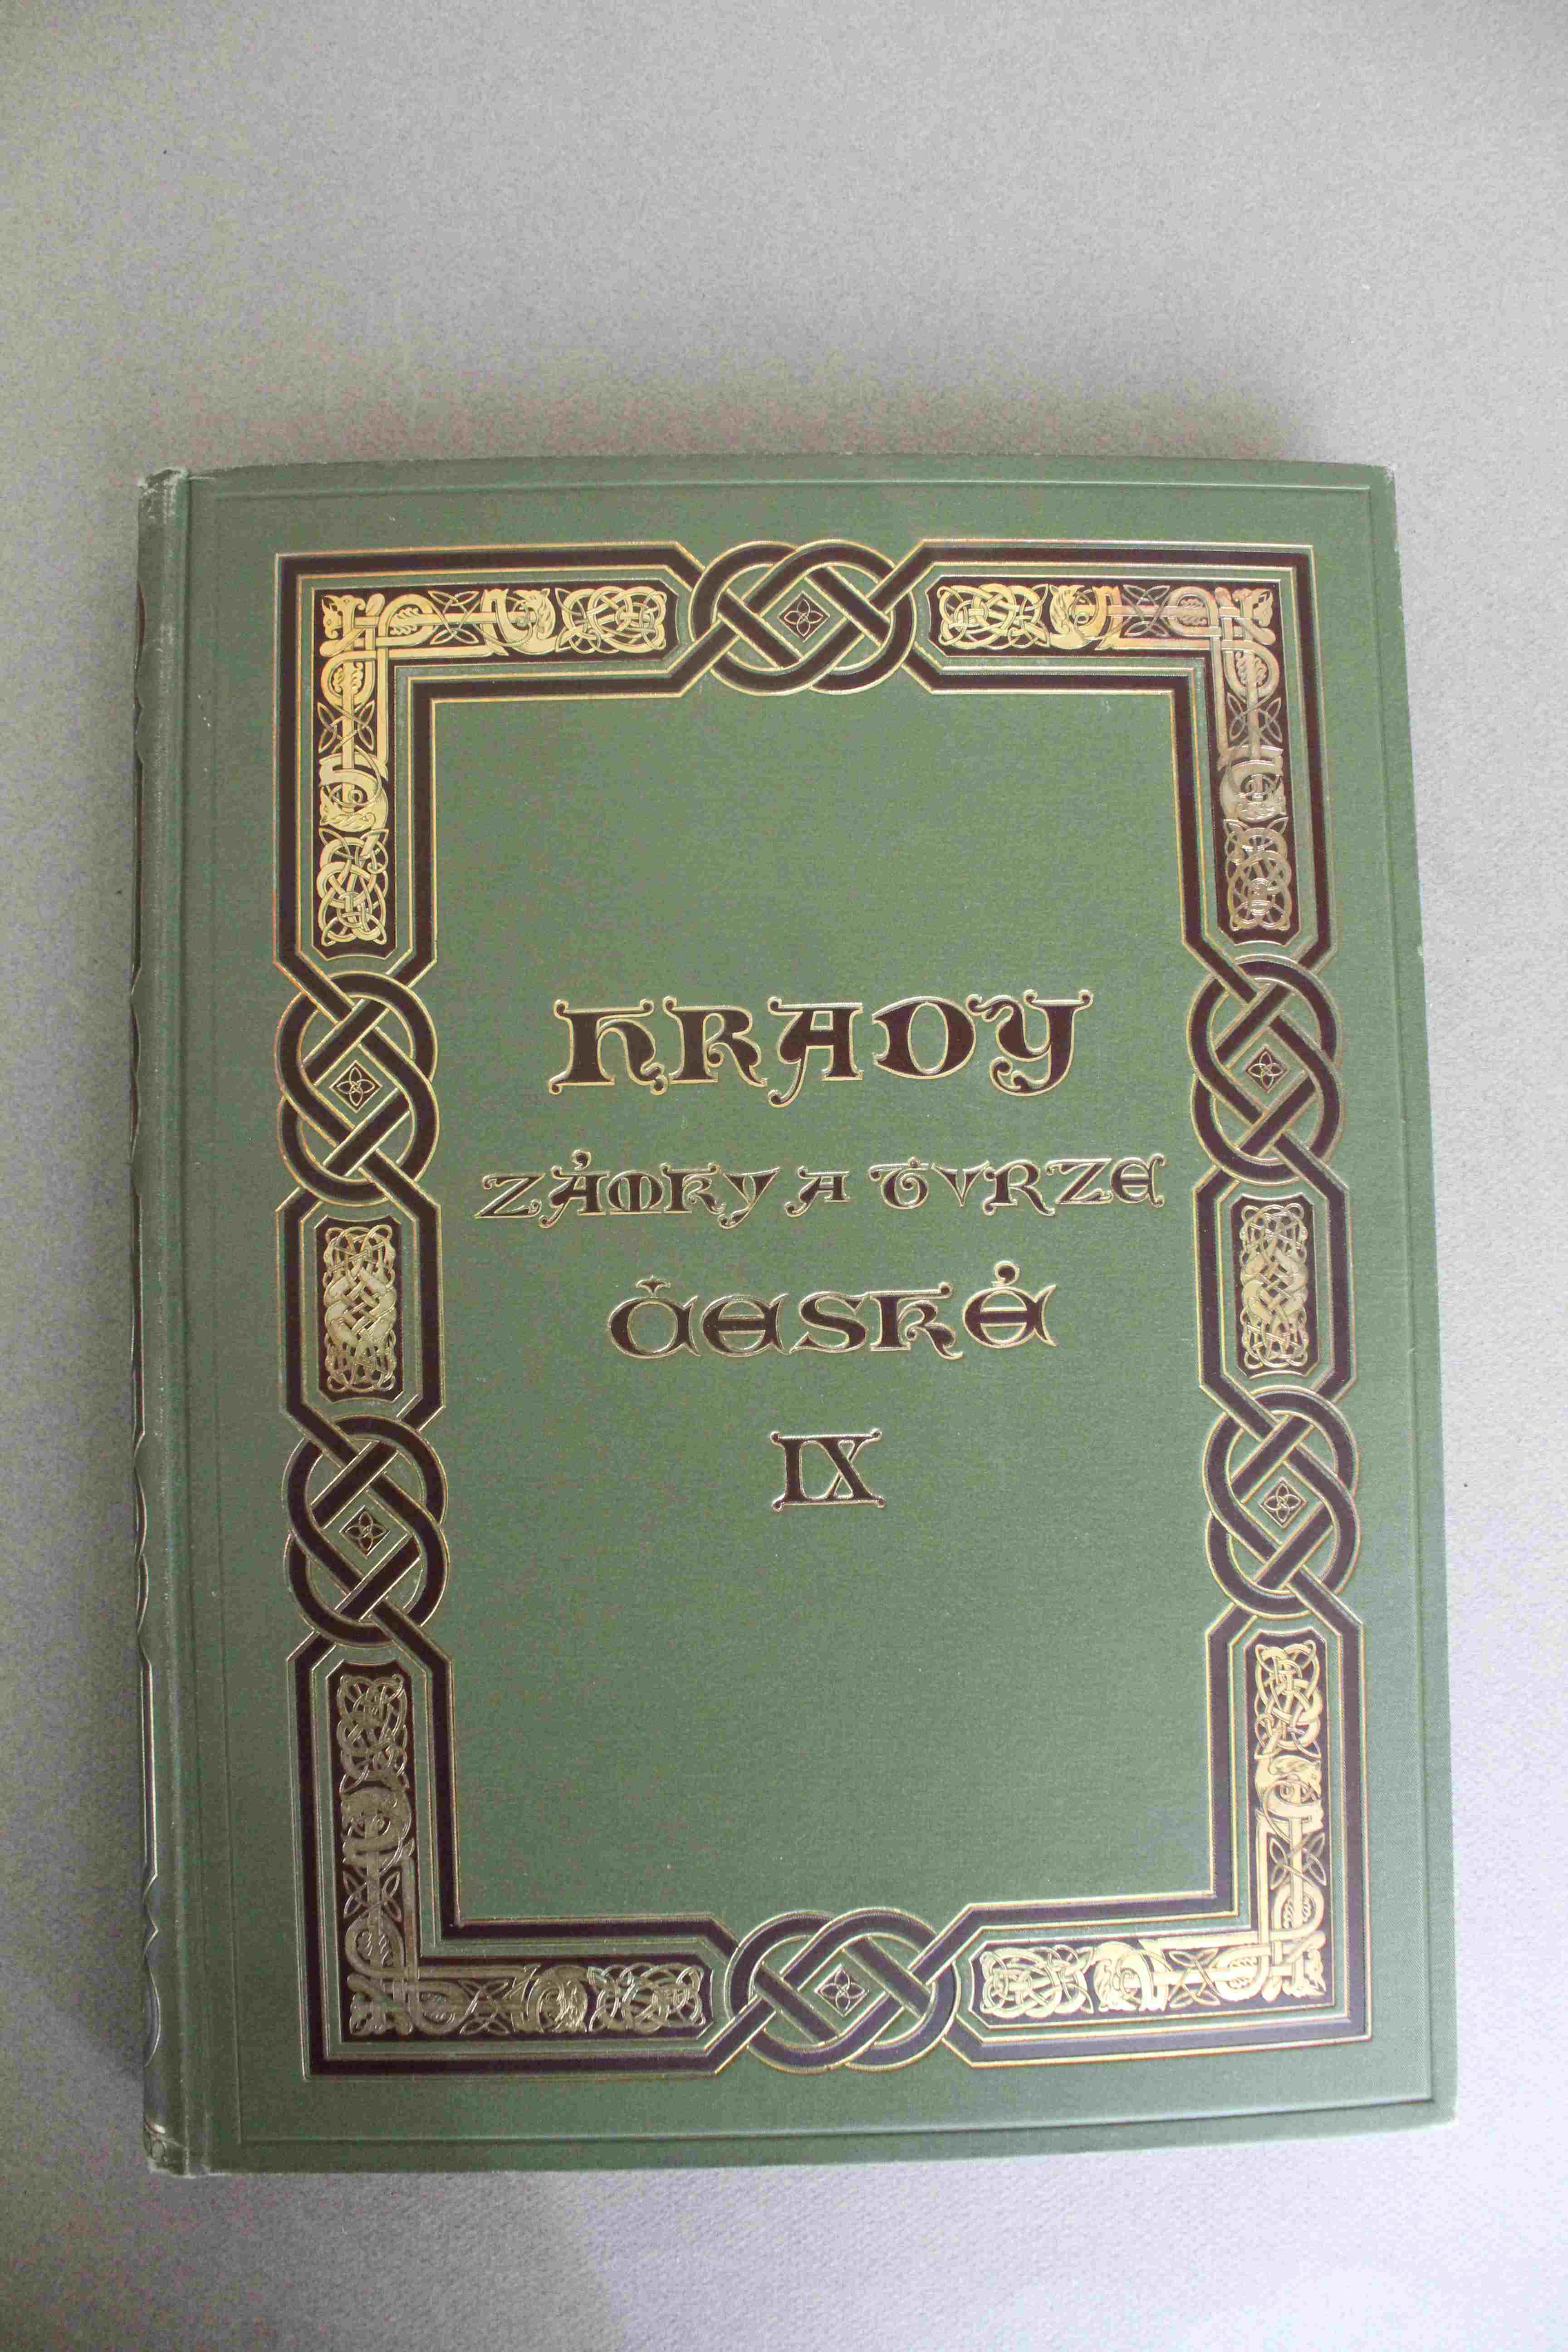 HRADY
ZÁMKY A TVRZE
ČESKÉ
IX